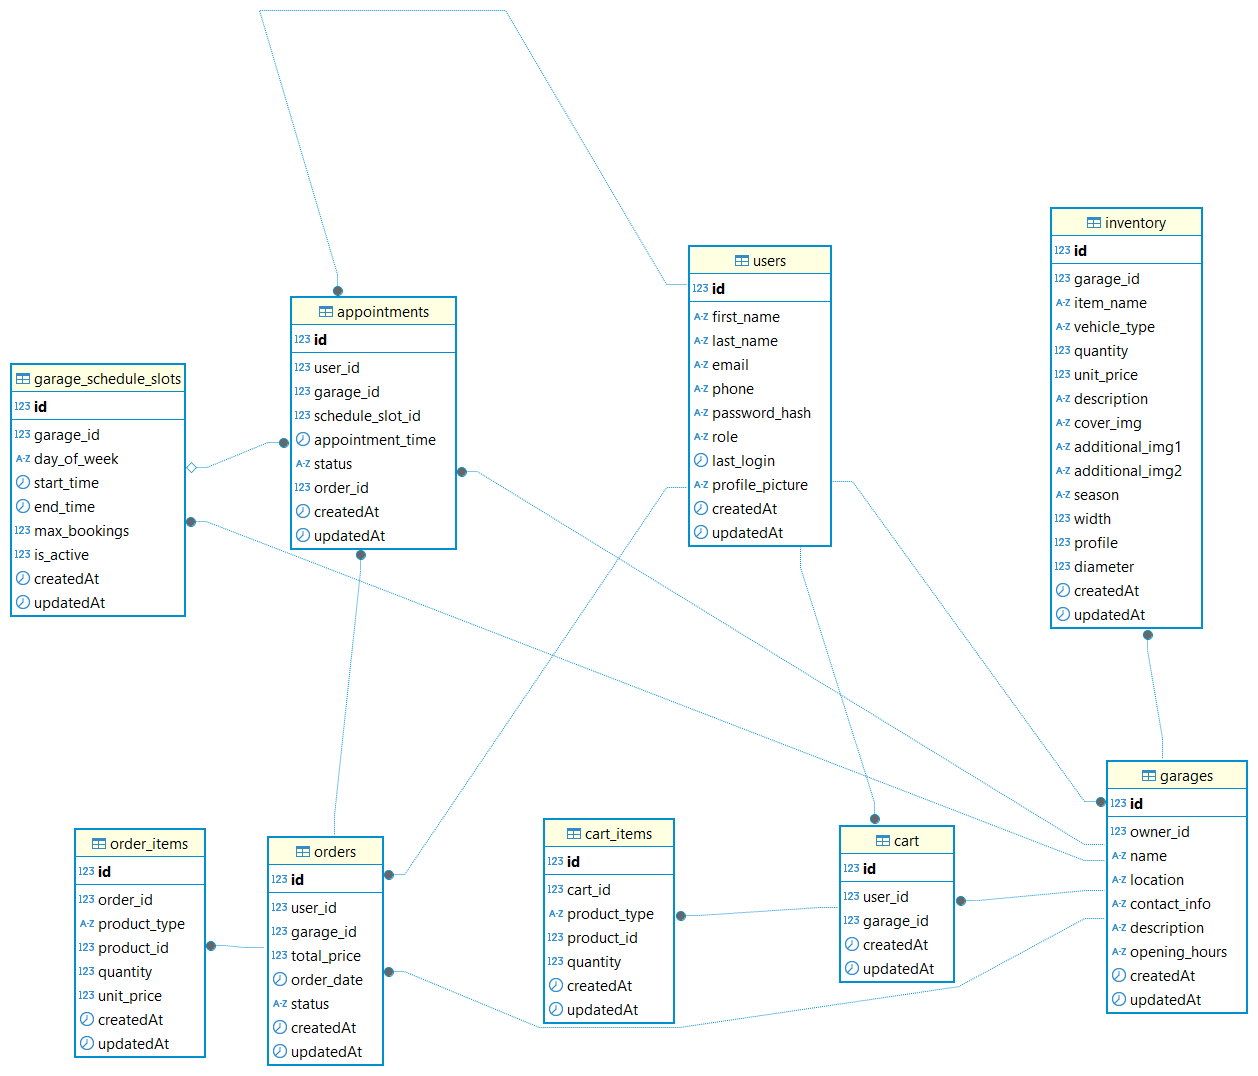 users
123 id
A-Z first_name
A-Z last_name
A-Z email
A-Z phone
A-Z password_hash
A-Z role
last_login
A-Z profile_picture
createdAt
updatedAt
inventory
123 id
123 garage_id
A-Z item_name
A-Z vehicle_type
123 quantity
123 unit_price
A-Z description
A-Z cover_img
A-Z additional_img1
A-Z additional_img2
A-Z season
123 width
123 profile
123 diameter
createdAt
updatedAt
appointments
123 id
123 user_id
123 garage_id
123 schedule_slot_id
appointment_time
A-Z status
123 order_id
createdAt
updatedAt
garage_schedule_slots
123 id
123 garage_id
A-Z day_of_week
start_time
end_time
123 max_bookings
123 is_active
createdAt
updatedAt
garages
123 id
123 owner_id
A-Z name
A-Z location
A-Z contact_info
A-Z description
A-Z opening_hours
createdAt
updatedAt
order_items
123 id
123 order_id
A-Z product_type
123 product_id
123 quantity
123 unit_price
createdAt
updatedAt
orders
123 id
123 user_id
123 garage_id
123 total_price
order_date
A-Z status
createdAt
updatedAt
cart_items
123 id
123 cart_id
A-Z product_type
123 product_id
123 quantity
createdAt
updatedAt
cart
123 id
123 user_id
123 garage_id
createdAt
updatedAt